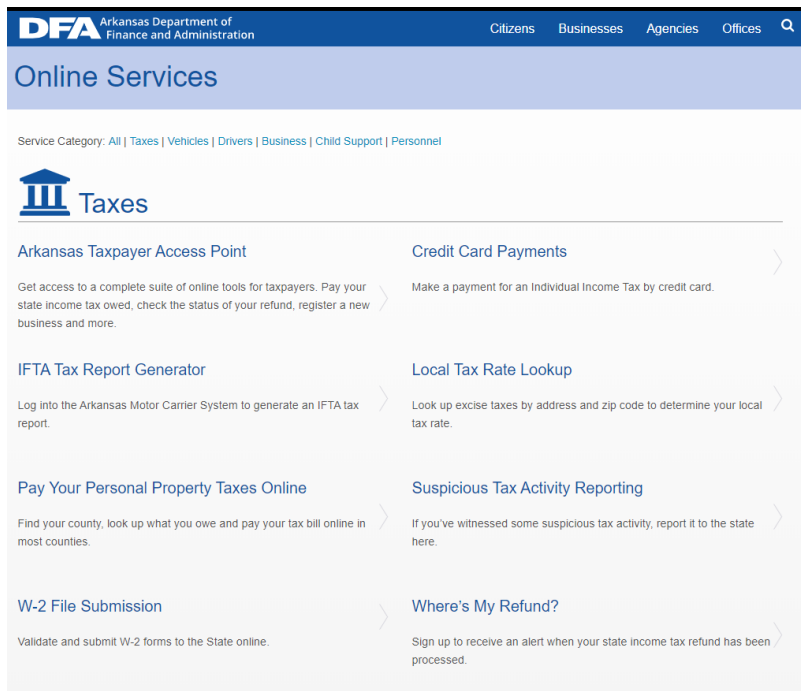 DFA Arkansas Department of
Finance and Administration
Citizens Businesses Agencies Offices
Online Services
Service Category: All | Taxes | Vehicles | Drivers | Business | Child Support | Personnel
Taxes
Arkansas Taxpayer Access Point
Get access to a complete suite of online tools for taxpayers. Pay your
state income tax owed, check the status of your refund, register a new
business and more.
Credit Card Payments
Make a payment for an Individual Income Tax by credit card.
IFTA Tax Report Generator
Log into the Arkansas Motor Carrier System to generate an IFTA tax
report.
Local Tax Rate Lookup
Look up excise taxes by address and zip code to determine your local
tax rate.
Pay Your Personal Property Taxes Online
Find your county, look up what you owe and pay your tax bill online in
most counties.
Suspicious Tax Activity Reporting
If you've witnessed some suspicious tax activity, report it to the state
here.
W-2 File Submission
Validate and submit W-2 forms to the State online.
Where's My Refund?
Sign up to receive an alert when your state income tax refund has been
processed.